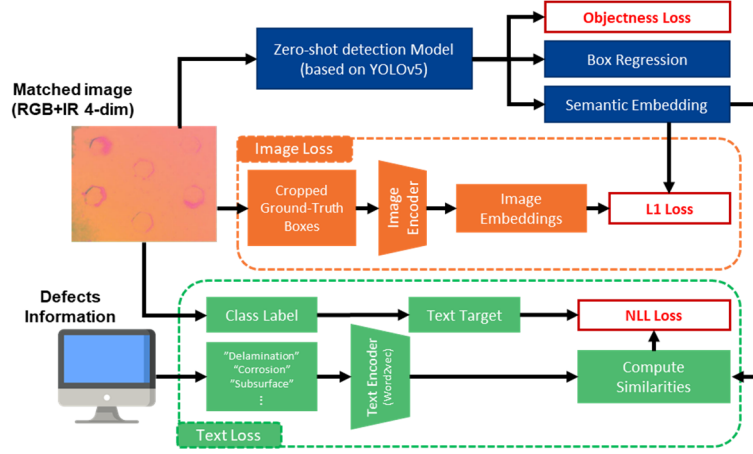 Objectness Loss
Zero-shot detection Model
(based on YOLOv5)
Box Regression
Matched image
(RGB+IR 4-dim)
Semantic Embedding
Image Loss
Cropped
Ground-Truth
Boxes
Image
Encoder
Image
Embeddings
L1 Loss
Defects
Information
Class Label
Text Target
NLL Loss
"Delamination"
"Corrosion"
"Subsurface"
⋮
Text Encoder
(Word2vec)
Compute
Similarities
Text Loss